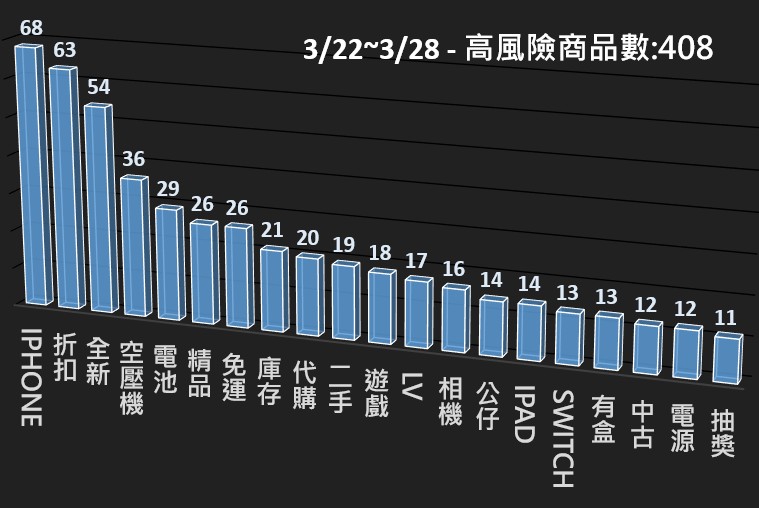 3/22~3/28 - 高風險商品數:408
68
63
54
36
29
26
26
21
20
19
18
17
16
14
14
13
13
12
12
11
IPHONE
折扣
全新
空壓機
電池
精品
免運
庫存
代購
二手
遊戲
LV
相機
公仔
IPAD
SWITCH
有盒
中古
電源
抽獎